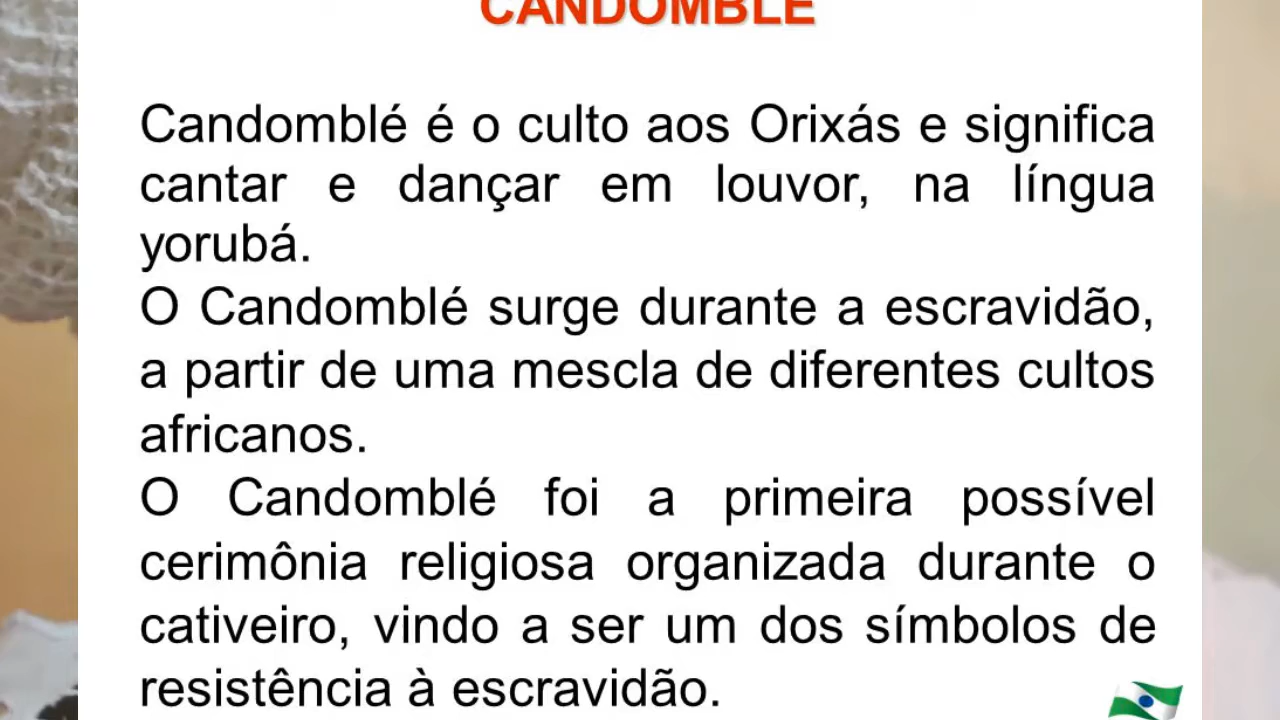 CANDOMBLÉ
Candomblé é o culto aos Orixás e significa
cantar e dançar em louvor, na língua
yorubá.
O Candomblé surge durante a escravidão,
a partir de uma mescla de diferentes cultos
africanos.
O Candomblé foi a primeira possível
cerimônia religiosa organizada durante o
cativeiro, vindo a ser um dos símbolos de
resistência à escravidão.